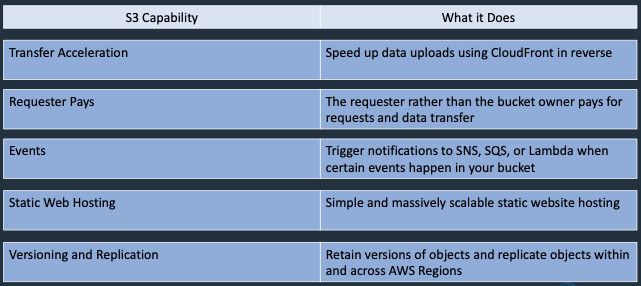 S3 Capability
What it Does
Transfer Acceleration
Speed up data uploads using CloudFront in reverse
Requester Pays
The requester rather than the bucket owner pays for
requests and data transfer
Events
Trigger notifications to SNS, SQS, or Lambda when
certain events happen in your bucket
Static Web Hosting
Simple and massively scalable static website hosting
Versioning and Replication
Retain versions of objects and replicate objects within
and across AWS Regions